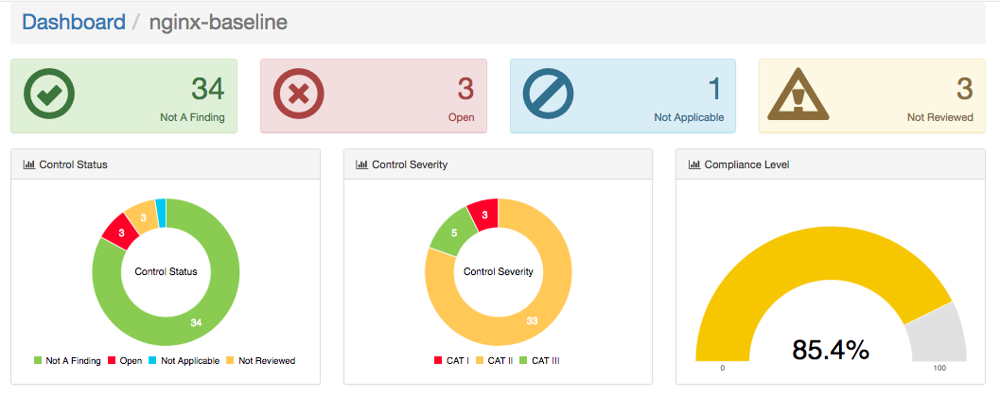 Dashboard / nginx-baseline
34
Not A Finding
3
Open
1
Not Applicable
3
Not Reviewed
Control Status
3
3
Control Status
34
Not A Finding Open Not Applicable Not Reviewed
Control Severity
3
5
Control Severity
33
CAT I CAT II CAT III
Compliance Level
85.4%
0 100